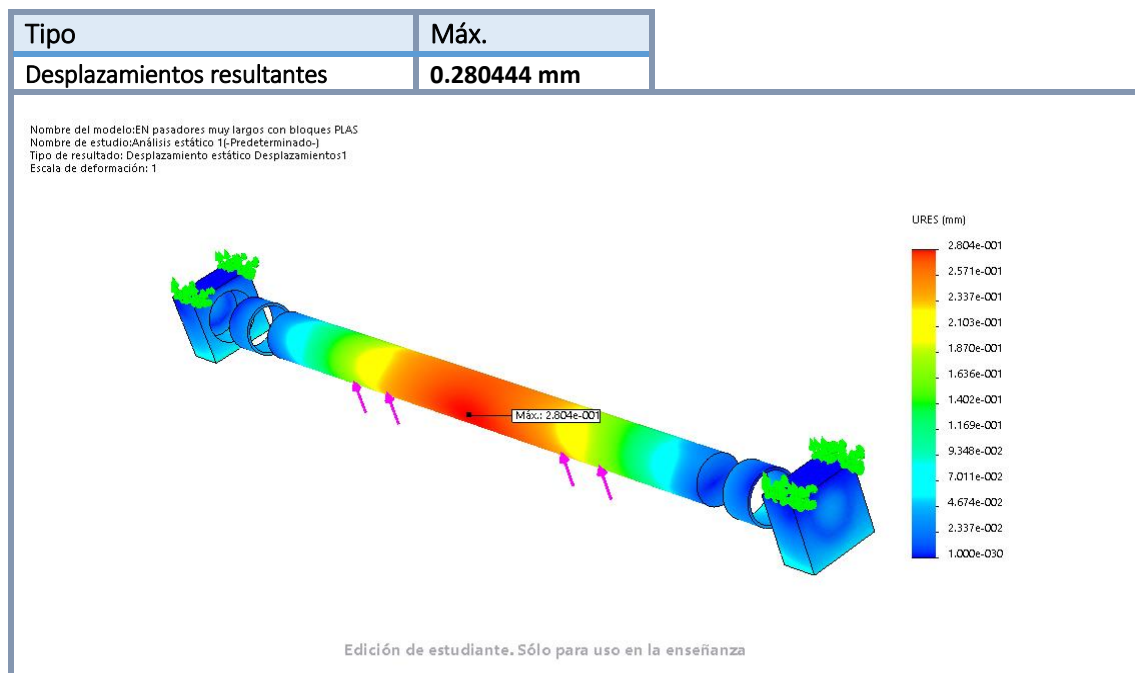 Tipo Máx.
Desplazamientos resultantes 0.280444 mm
Nombre del modelo:EN pasadores muy largos con bloques PLAS
Nombre de estudio:Análisis estático 1(-Predeterminado-)
Tipo de resultado: Desplazamiento estático Desplazamientos1
Escala de deformación: 1
URES (mm)
2.804e-001
2.571e-001
2.337e-001
2.103e-001
1.870e-001
1.636e-001
1.402e-001
1.169e-001
9.348e-002
7.011e-002
4.674e-002
2.337e-002
1.000e-030
Máx.: 2.804e-001
Edición de estudiante. Sólo para uso en la enseñanza